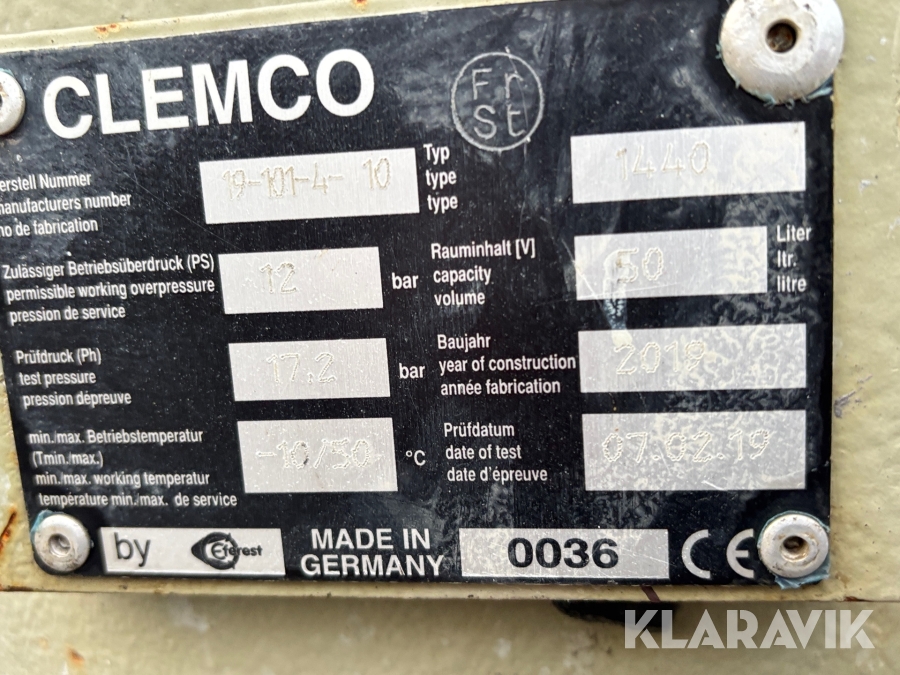 CLEMCO
Fr
St
erstell Nummer
manufacturers number
no de fabrication
19-101-4- 10
Typ
type
type
1440
Zulässiger Betriebsüberdruck (PS)
permissible working overpressure
pression de service
12
bar
Rauminhalt [V]
capacity
volume
50
Liter
ltr.
litre
Prüfdruck (Ph)
test pressure
pression dépreuve
17,2
bar
Baujahr
year of construction
année fabrication
2019
min./max. Betriebstemperatur
(Tmin./max.)
min./max. working temperatur
température min./max. de service
-10/50
°C
Prüfdatum
date of test
date d'épreuve
07.02.19
by
Eferest
MADE IN
GERMANY
0036
CE
KLARAVIK